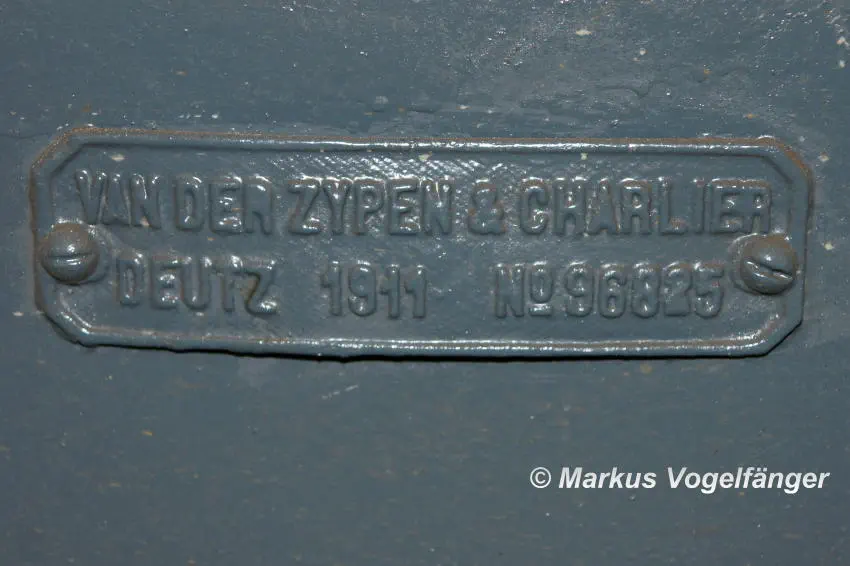 VAN DER ZYPEN & CHARLIER
DEUTZ 1911 Nº 96825
© Markus Vogelfänger